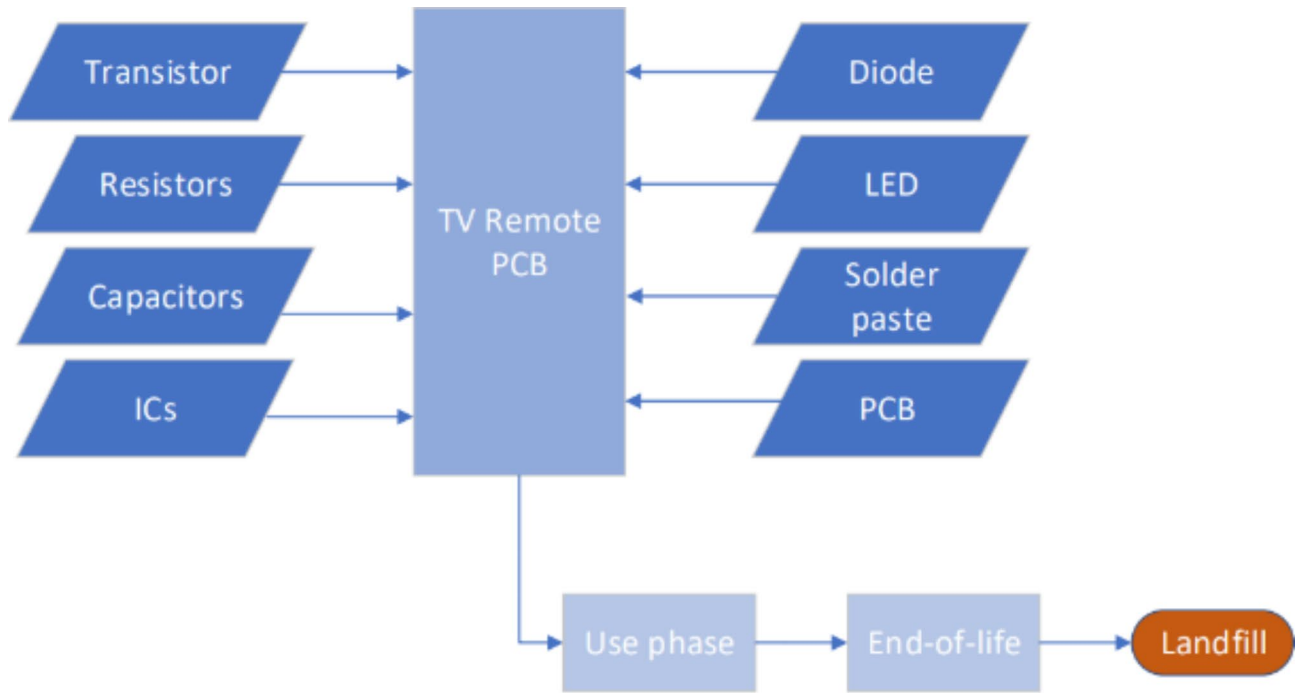 Transistor
Resistors
Capacitors
ICs
TV Remote
PCB
Diode
LED
Solder
paste
PCB
Use phase
End-of-life
Landfill